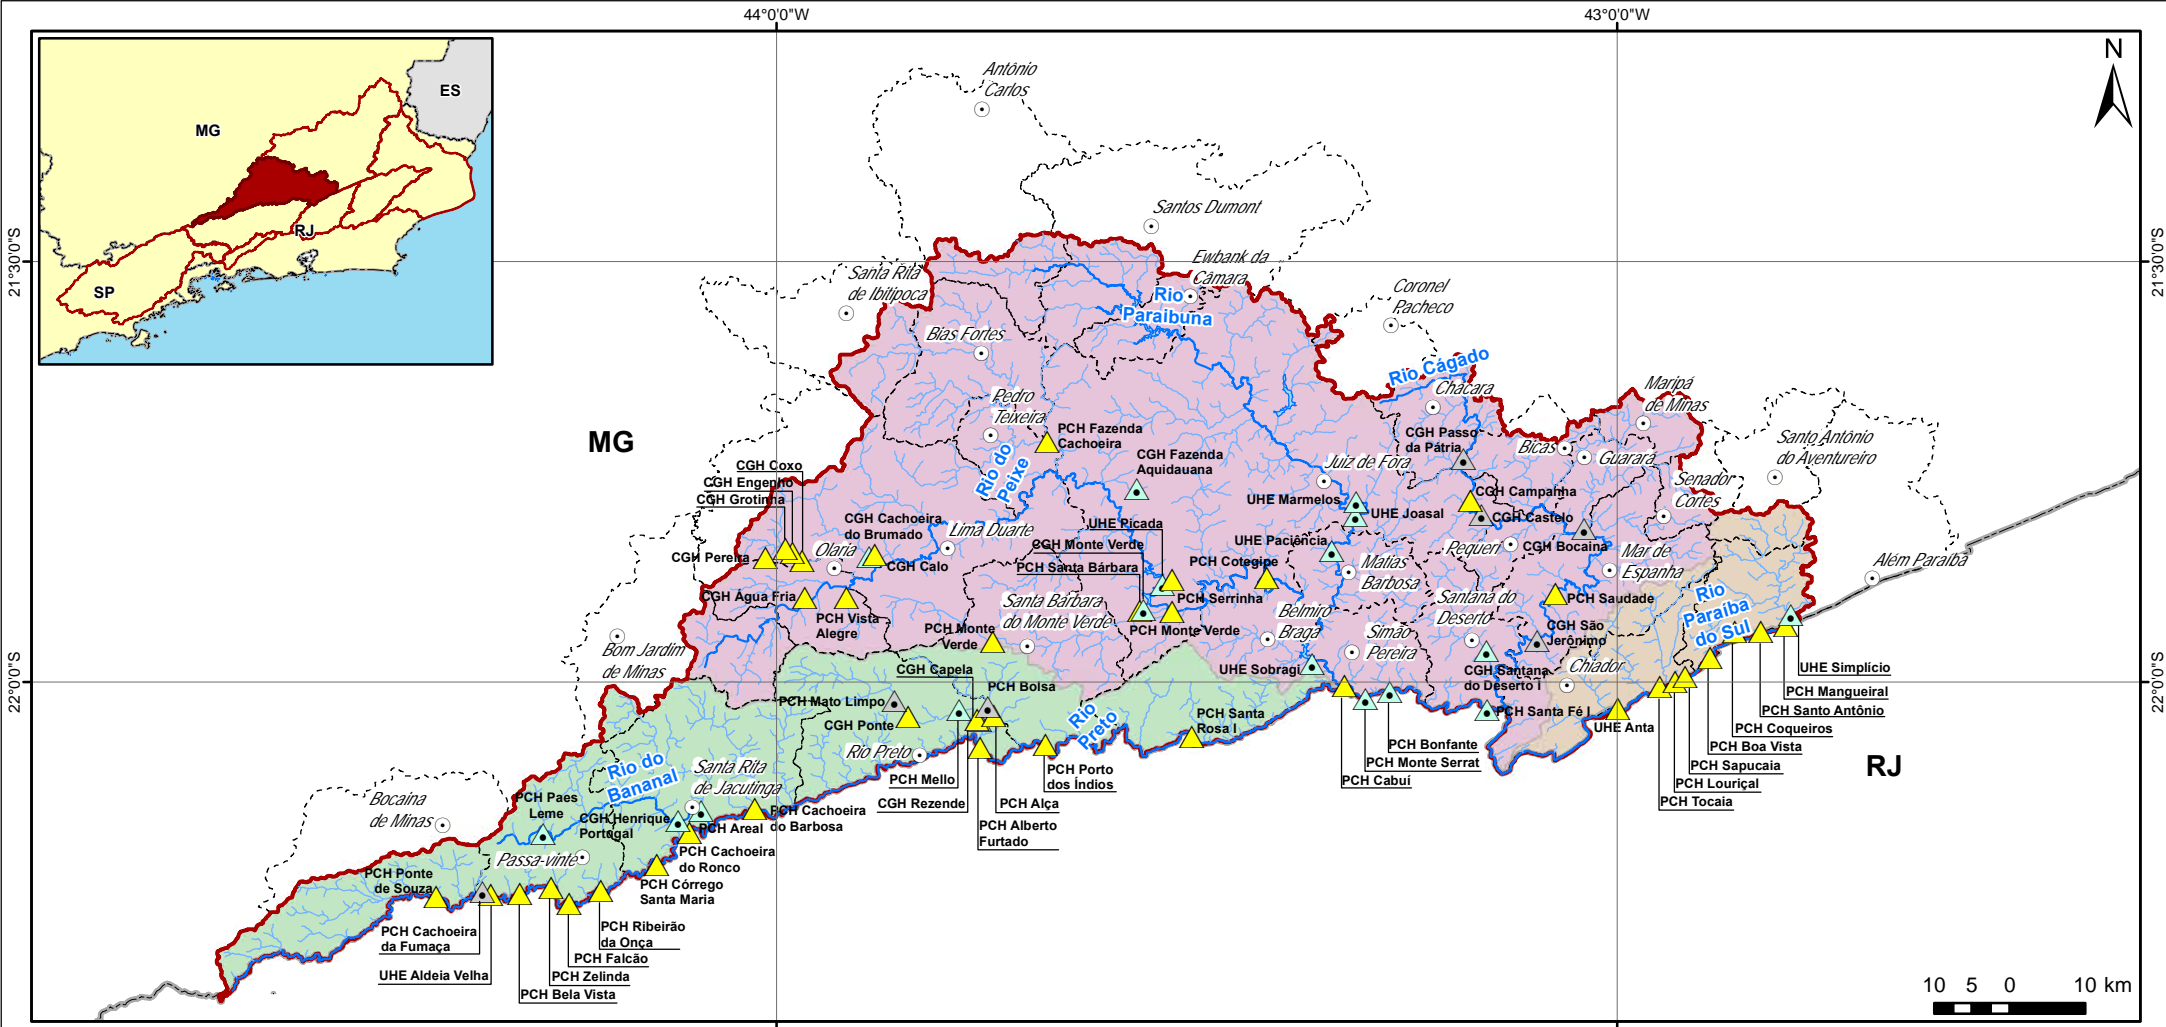 44°0'0"W
43°0'0"W
N
ES
MG
RJ
SP
21°30'0"S
21°30'0"S
22°0'0"S
22°0'0"S
MG
RJ
Antônio
Carlos
Santos Dumont
Ewbank da
Câmara
Santa Rita
de Ibitipoca
Rio
Paraibuna
Coronel
Pacheco
Bias Fortes
Rio Cágado
Chácara
Maripá
de Minas
Pedro
Teixeira
PCH Fazenda
Cachoeira
CGH Passo
da Pátria
Bicas
Guarará
Santo Antônio
do Aventureiro
CGH Coxo
CGH Engenho
CGH Grotinha
Rio do
Peixe
CGH Fazenda
Aquidauana
Juiz de Fora
Senador
Cortes
UHE Marmelos
UHE Joasal
CGH Campanha
CGH Castelo
CGH Cachoeira
do Brumado
Lima Duarte
UHE Picada
CGH Monte Verde
PCH Santa Bárbara
UHE Paciência
Pequeri
CGH Bocaina
Mar de
Espanha
Além Paraíba
CGH Pereira
Olaria
CGH Calo
PCH Cotegipe
Matias
Barbosa
CGH Água Fria
PCH Vista
Alegre
Santa Bárbara
do Monte Verde
PCH Serrinha
PCH Monte Verde
Belmiro
Braga
Santana do
Deserto
PCH Saudade
Rio
Paraíba
do Sul
Bom Jardim
de Minas
PCH Monte
Verde
Simão
Pereira
CGH São
Jerônimo
CGH Capela
UHE Sobragi
CGH Santana
do Deserto I
Chiador
UHE Simplício
PCH Mangueiral
PCH Santo Antônio
PCH Coqueiros
PCH Boa Vista
PCH Sapucaia
PCH Louriçal
PCH Tocaia
UHE Anta
PCH Santa Fé I
PCH Bonfante
PCH Monte Serrat
PCH Cabuí
PCH Mato Limpo
PCH Bolsa
CGH Ponte
Rio
Preto
PCH Santa
Rosa I
Rio Preto
Rio do
Bananal
Santa Rita
de Jacutinga
PCH Mello
CGH Rezende
PCH Porto
dos Índios
PCH Alça
PCH Alberto
Furtado
Bocaina
de Minas
PCH Paes
Leme
CGH Henrique
Portugal
PCH Areal
PCH Cachoeira
do Barbosa
Passa-vinte
PCH Cachoeira
do Ronco
PCH Ponte
de Souza
PCH Córrego
Santa Maria
PCH Cachoeira
da Fumaça
UHE Aldeia Velha
PCH Ribeirão
da Onça
PCH Falcão
PCH Zelinda
PCH Bela Vista
10 5 0 10 km